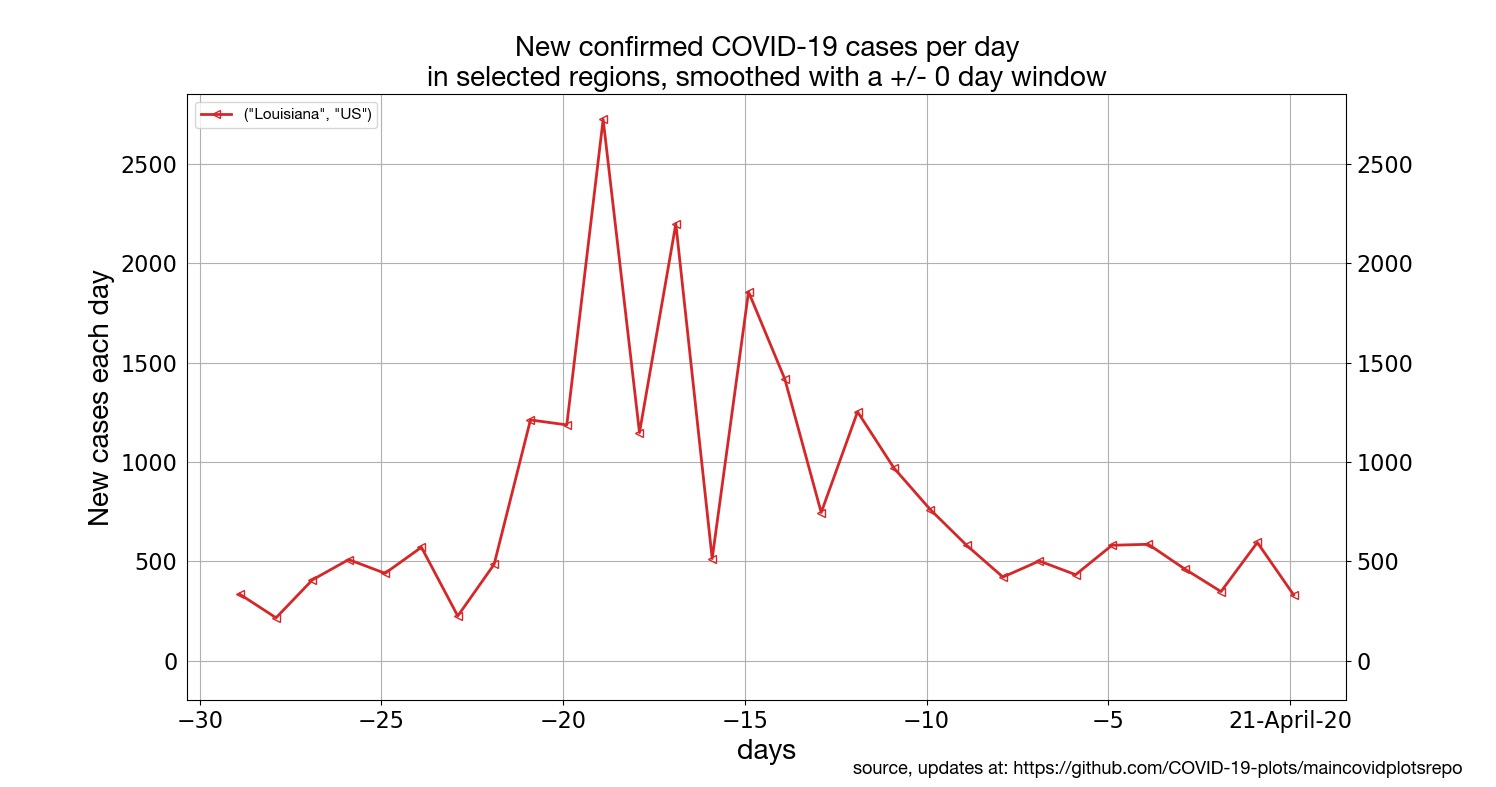 New confirmed COVID-19 cases per day
in selected regions, smoothed with a +/- 0 day window
("Louisiana", "US")
New cases each day
2500
2000
1500
1000
500
0
2500
2000
1500
1000
500
0
−30 −25 −20 −15 −10 −5 21-April-20
days
source, updates at: https://github.com/COVID-19-plots/maincovidplotsrepo